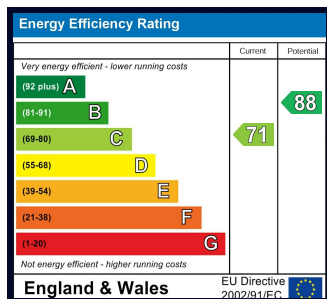 Energy Efficiency Rating
Current Potential
Very energy efficient - lower running costs
(92 plus) A
(81-91) B
88
(69-80) C
71
(55-68) D
(39-54) E
(21-38) F
(1-20) G
Not energy efficient - higher running costs
England & Wales
EU Directive
2002/91/EC